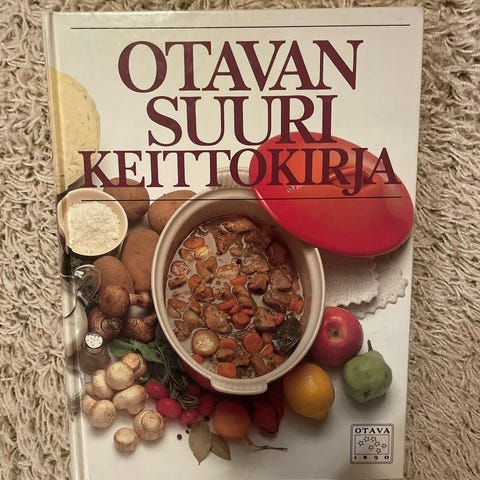 OTAVAN
SUURI
KEITTOKIRJA
OTAVA
1890